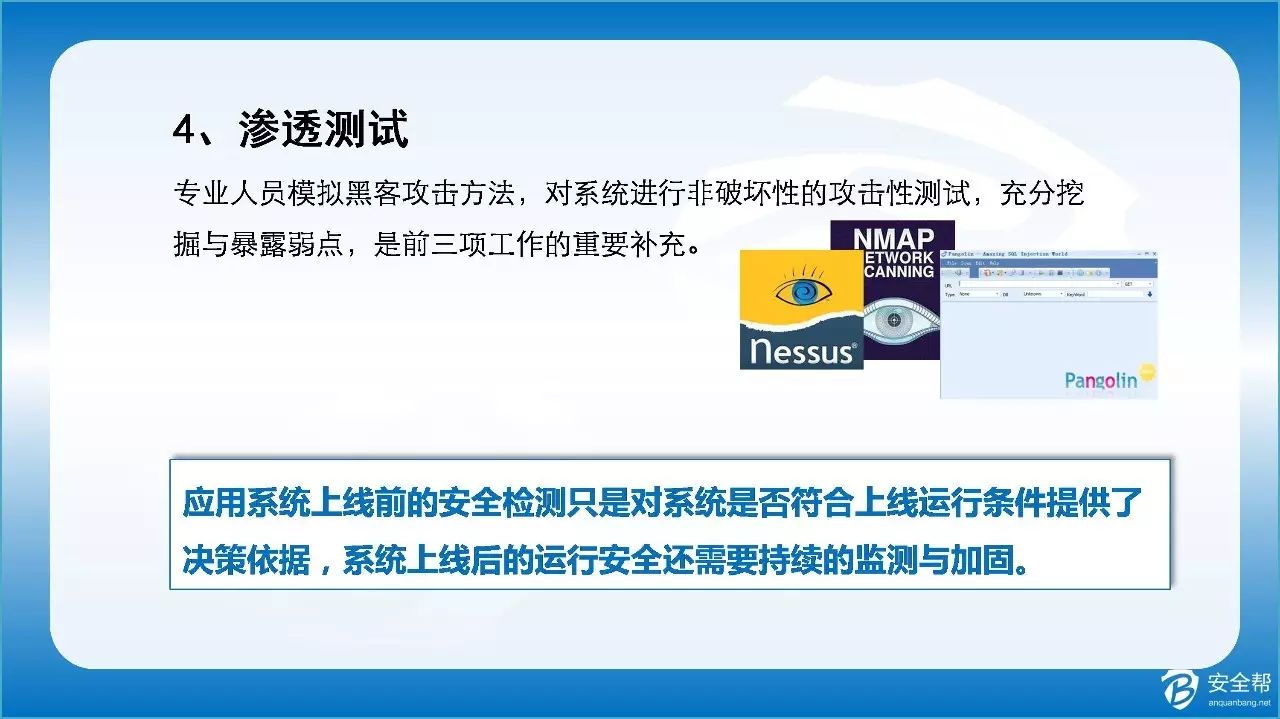 4、渗透测试
专业人员模拟黑客攻击方法，对系统进行非破坏性的攻击性测试，充分挖
掘与暴露弱点，是前三项工作的重要补充。
NMAP
ETWORK
CANNING
nessus®
Pangolin - Amazing SQL Injection World
File Scan Edit Help
URL
GET
Type None DB Unknown KeyWord
Pangolin
应用系统上线前的安全检测只是对系统是否符合上线运行条件提供了
决策依据，系统上线后的运行安全还需要持续的监测与加固。
安全帮
anquanbang.net